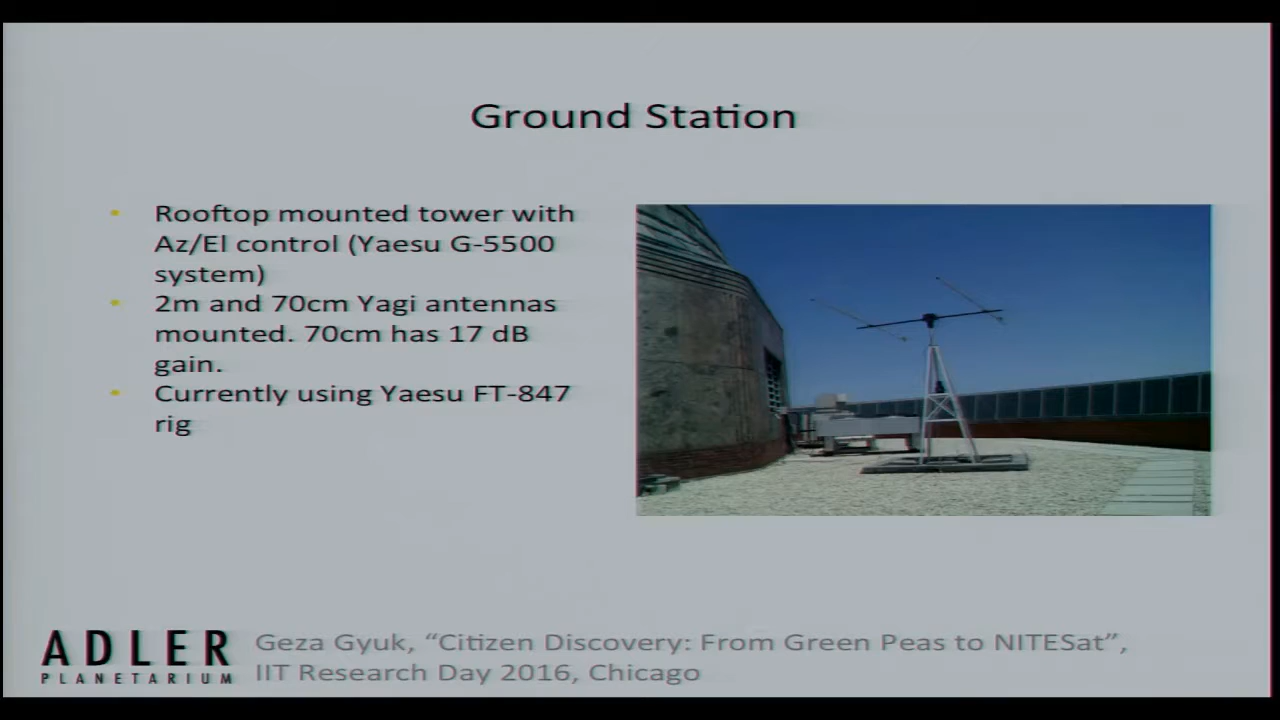 Ground Station
• Rooftop mounted tower with
Az/El control (Yaesu G-5500
system)
• 2m and 70cm Yagi antennas
mounted. 70cm has 17 dB
gain.
• Currently using Yaesu FT-847
rig
ADLER
PLANETARIUM
Geza Gyuk, “Citizen Discovery: From Green Peas to NITESat”,
IIT Research Day 2016, Chicago